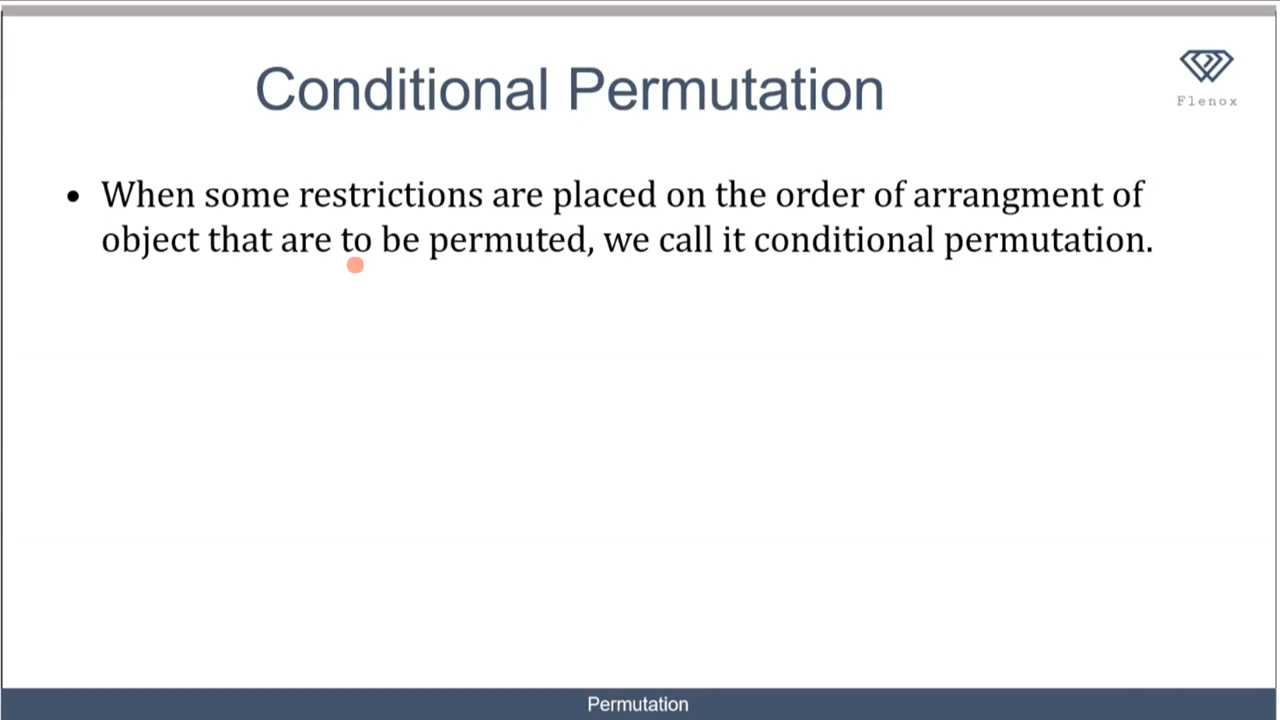 Conditional Permutation
Flenox
• When some restrictions are placed on the order of arrangment of
object that are to be permuted, we call it conditional permutation.
Permutation